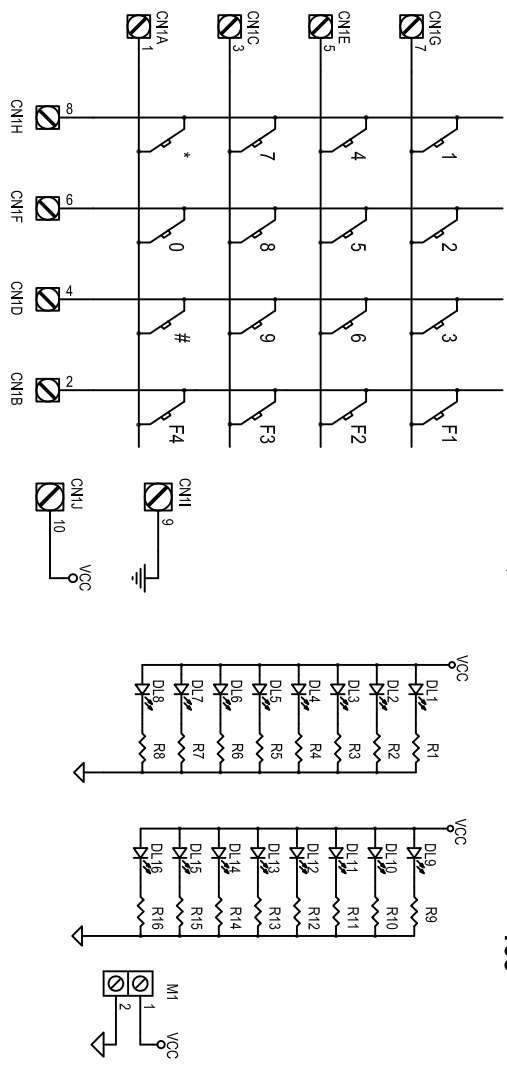 CN1G
7
1 2 3 F1
CN1E
5
4 5 6 F2
CN1C
3
7 8 9 F3
CN1A
1
* 0 # F4
8 6 4 2
CN1H CN1F CN1D CN1B
CN1I
9
CN1J
10
VCC
VCC
DL1 R1
DL2 R2
DL3 R3
DL4 R4
DL5 R5
DL6 R6
DL7 R7
DL8 R8
VCC
DL9 R9
DL10 R10
DL11 R11
DL12 R12
DL13 R13
DL14 R14
DL15 R15
DL16 R16
M1
1
2
VCC